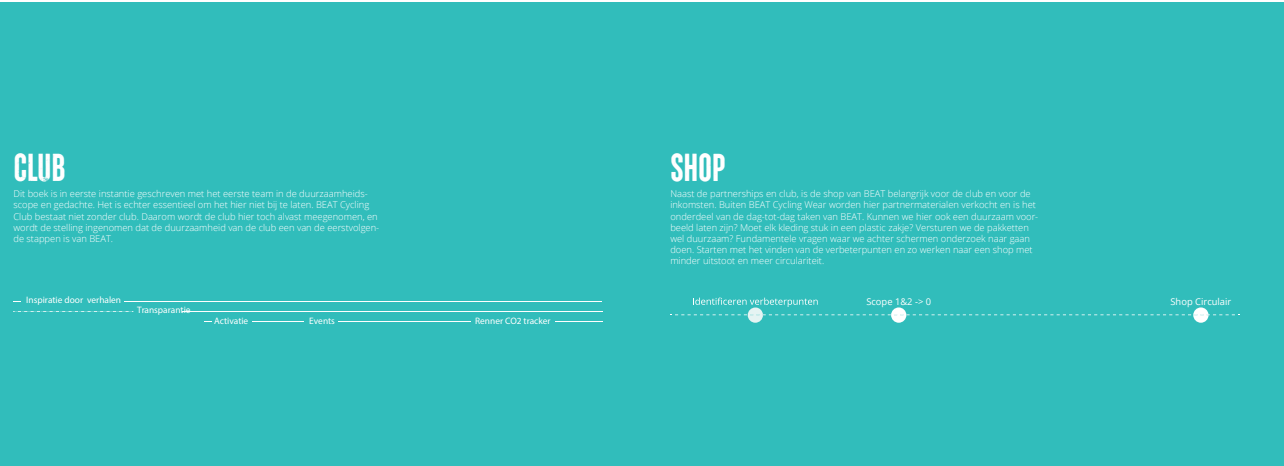 CLUB
Dit boek is in eerste instantie geschreven met het eerste team in de duurzaamheids-
scope en gedachte. Het is echter essentieel om het hier niet bij te laten. BEAT Cycling
Club bestaat niet zonder club. Daarom wordt de club hier toch alvast meegenomen, en
wordt de stelling ingenomen dat de duurzaamheid van de club een van de eerstvolgen-
de stappen is van BEAT.
Inspiratie door verhalen
Transparantie
Activatie
Events
Renner CO2 tracker
SHOP
Naast de partnerships en club, is de shop van BEAT belangrijk voor de club en voor de
inkomsten. Buiten BEAT Cycling Wear worden hier partnermaterialen verkocht en is het
onderdeel van de dag-tot-dag taken van BEAT. Kunnen we hier ook een duurzaam voor-
beeld laten zijn? Moet elk kleding stuk in een plastic zakje? Versturen we de pakketten
wel duurzaam? Fundamentele vragen waar we achter schermen onderzoek naar gaan
doen. Starten met het vinden van de verbeterpunten en zo werken naar een shop met
minder uitstoot en meer circulariteit.
Identificeren verbeterpunten
Scope 1&2 -> 0
Shop Circulair